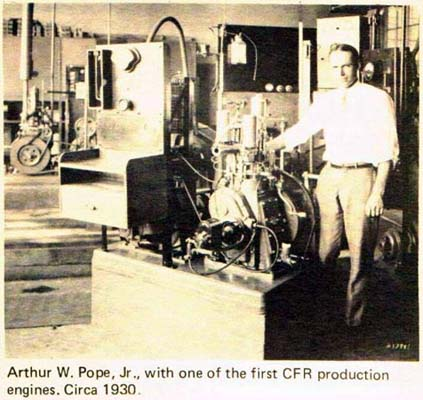 Arthur W. Pope, Jr., with one of the first CFR production
engines. Circa 1930.